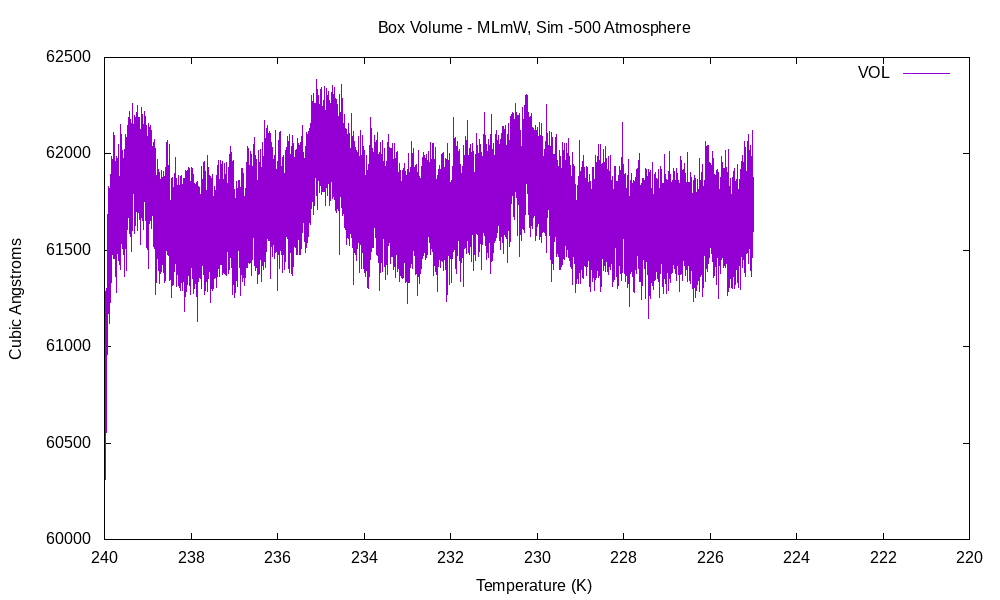 Box Volume - MLmW, Sim -500 Atmosphere
VOL
62500
62000
61500
61000
60500
60000
Cubic Angstroms
240 238 236 234 232 230 228 226 224 222 220
Temperature (K)